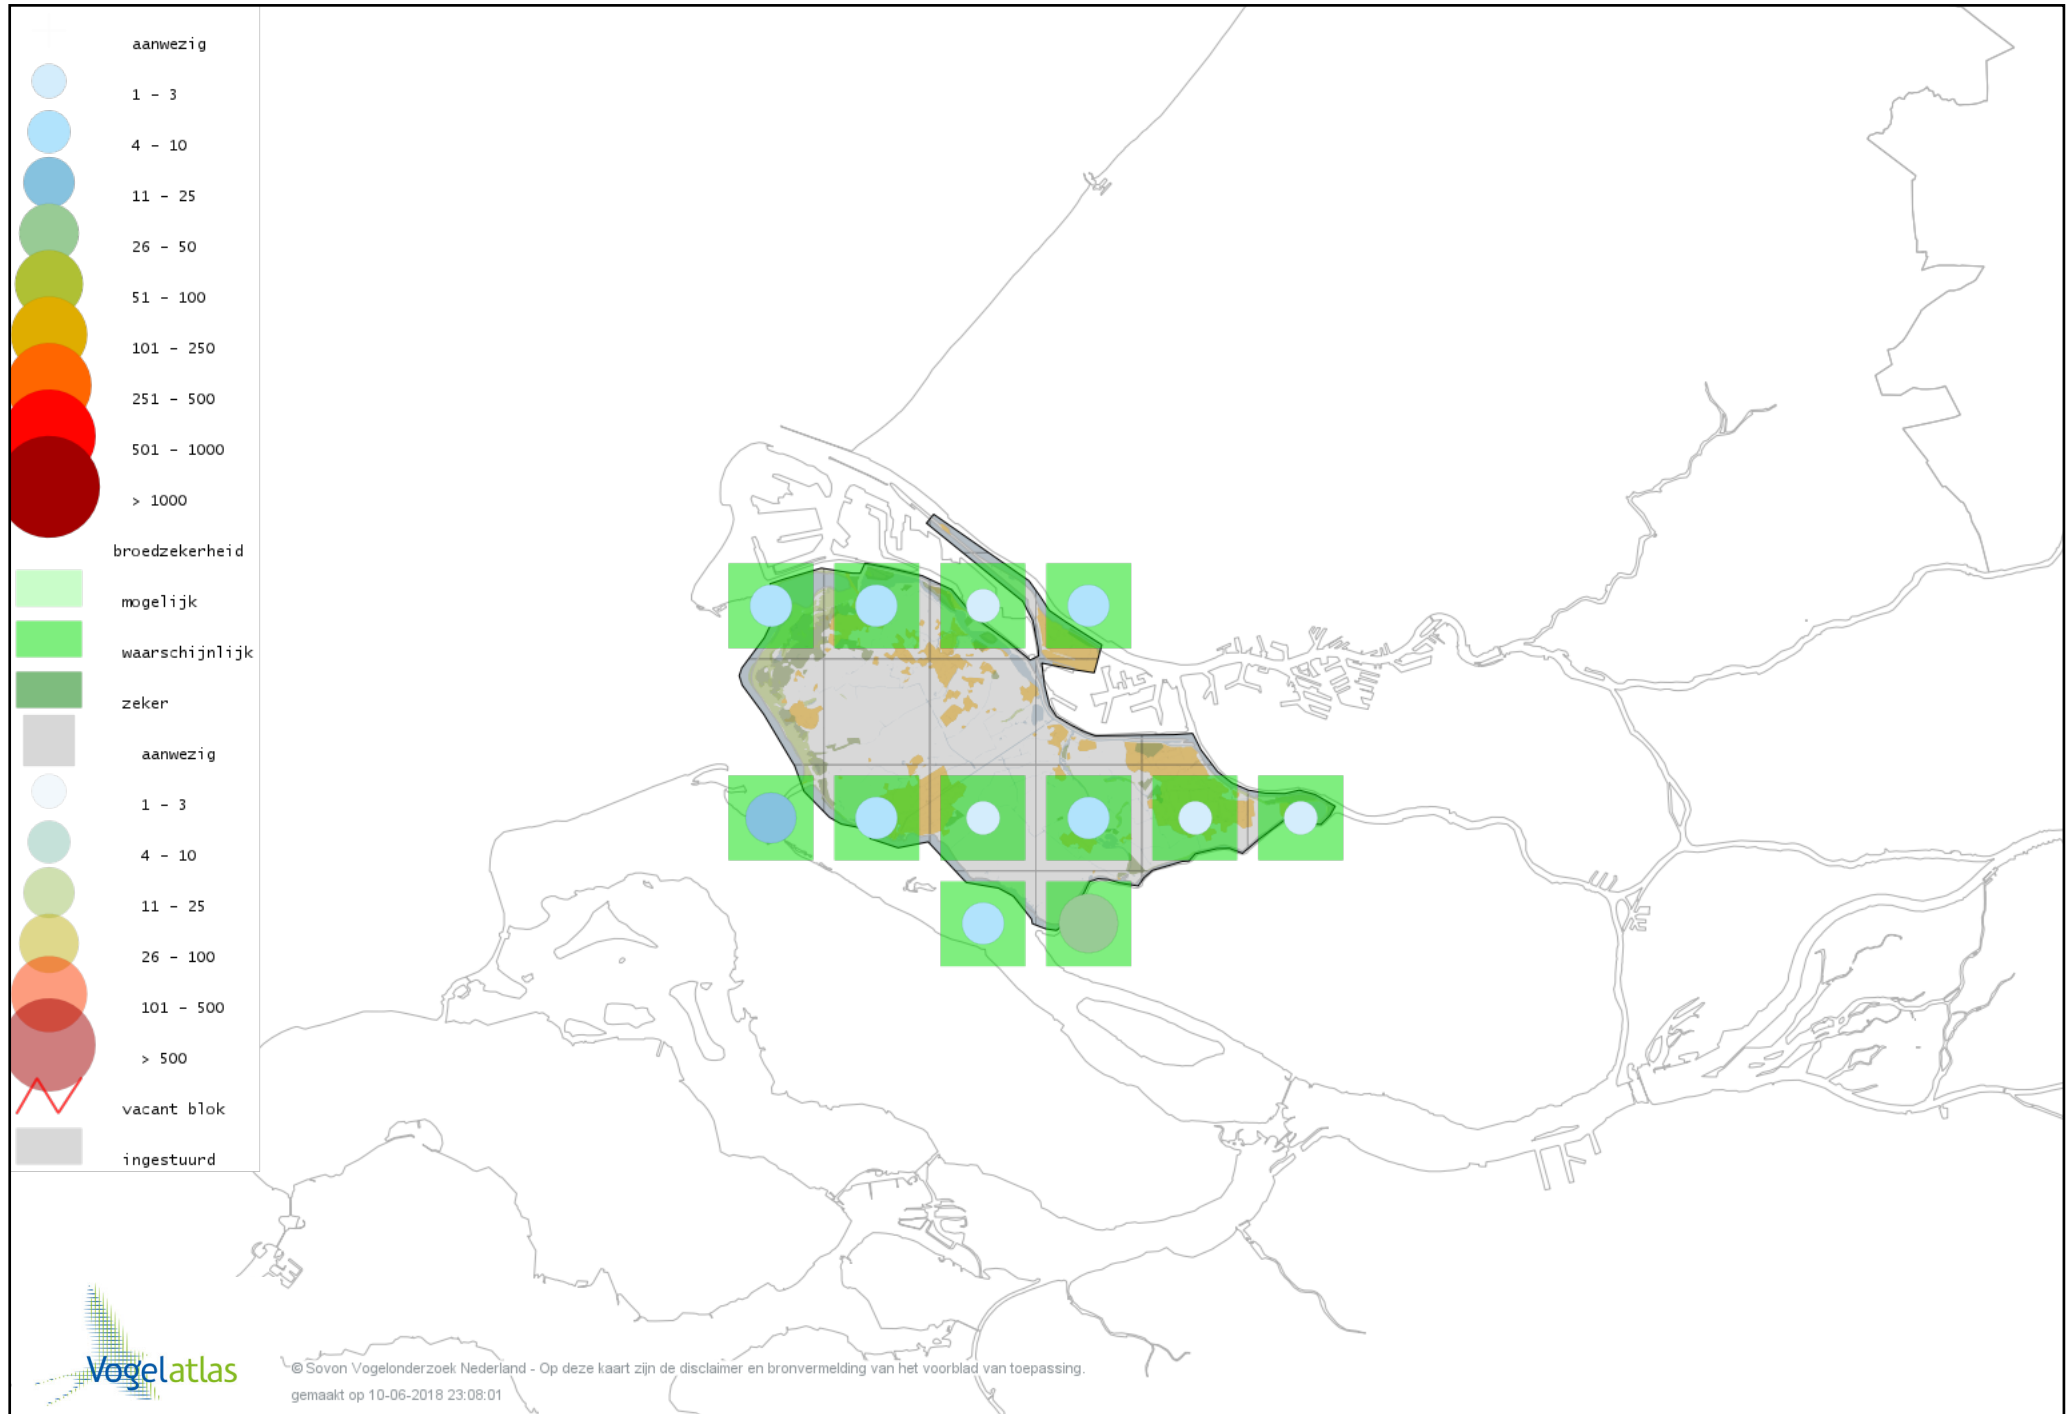 aanwezig
1 - 3
4 - 10
11 - 25
26 - 50
51 - 100
101 - 250
251 - 500
501 - 1000
> 1000
broedzekerheid
mogelijk
waarschijnlijk
zeker
aanwezig
1 - 3
4 - 10
11 - 25
26 - 100
101 - 500
> 500
vacant blok
ingestuurd
Vogelatlas
© Sovon Vogelonderzoek Nederland - Op deze kaart zijn de disclaimer en bronvermelding van het voorblad van toepassing.
gemaakt op 10-06-2018 23:08:01